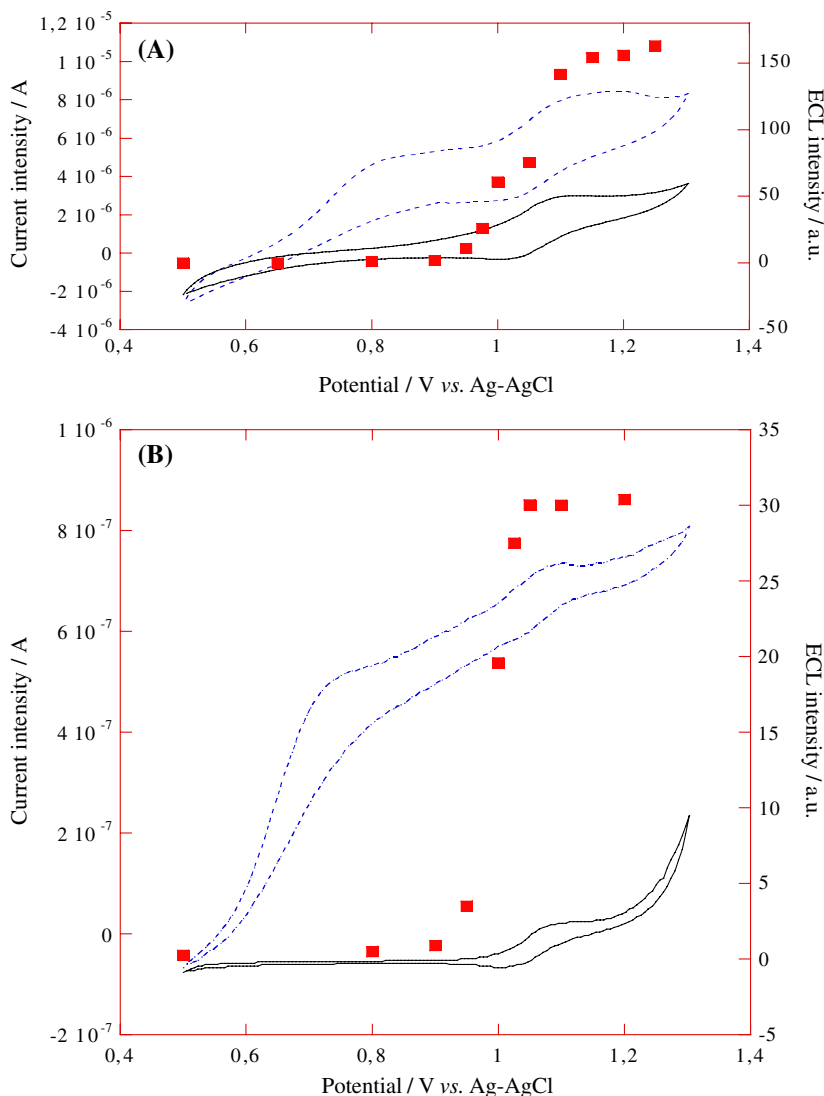 (A)
1,2 10 -5
1 10 -5
8 10 -6
6 10 -6
4 10 -6
2 10 -6
0
-2 10 -6
-4 10 -6
Current intensity / A
150
100
50
0
-50
ECL intensity / a.u.
0,4 0,6 0,8 1 1,2 1,4
Potential / V vs. Ag-AgCl
(B)
1 10 -6
8 10 -7
6 10 -7
4 10 -7
2 10 -7
0
-2 10 -7
Current intensity / A
35
30
25
20
15
10
5
0
-5
ECL intensity / a.u.
0,4 0,6 0,8 1 1,2 1,4
Potential / V vs. Ag-AgCl